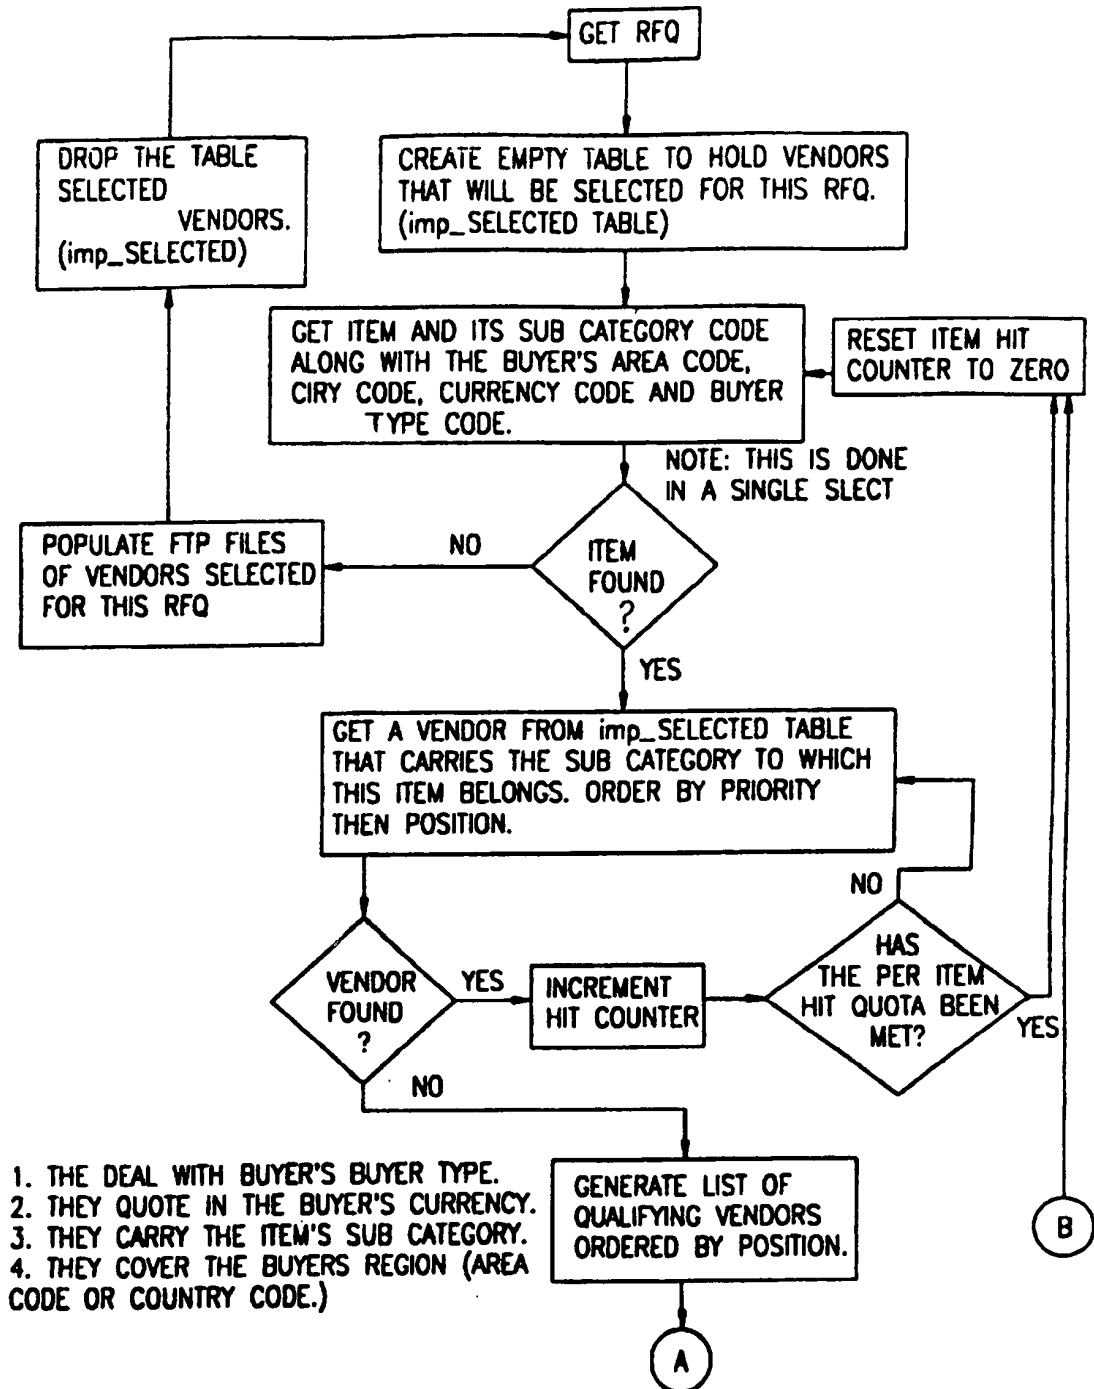 GET RFQ
DROP THE TABLE
SELECTED
VENDORS.
(imp_SELECTED)
CREATE EMPTY TABLE TO HOLD VENDORS
THAT WILL BE SELECTED FOR THIS RFQ.
(imp_SELECTED TABLE)
GET ITEM AND ITS SUB CATEGORY CODE
ALONG WITH THE BUYER'S AREA CODE,
CIRY CODE, CURRENCY CODE AND BUYER
TYPE CODE.
RESET ITEM HIT
COUNTER TO ZERO
NOTE: THIS IS DONE
IN A SINGLE SLECT
POPULATE FTP FILES
OF VENDORS SELECTED
FOR THIS RFQ
NO
ITEM
FOUND
?
YES
GET A VENDOR FROM imp_SELECTED TABLE
THAT CARRIES THE SUB CATEGORY TO WHICH
THIS ITEM BELONGS. ORDER BY PRIORITY
THEN POSITION.
NO
VENDOR
FOUND
?
YES
INCREMENT
HIT COUNTER
HAS
THE PER ITEM
HIT QUOTA BEEN
MET?
YES
NO
1. THE DEAL WITH BUYER'S BUYER TYPE.
2. THEY QUOTE IN THE BUYER'S CURRENCY.
3. THEY CARRY THE ITEM'S SUB CATEGORY.
4. THEY COVER THE BUYERS REGION (AREA
CODE OR COUNTRY CODE.)
GENERATE LIST OF
QUALIFYING VENDORS
ORDERED BY POSITION.
B
A